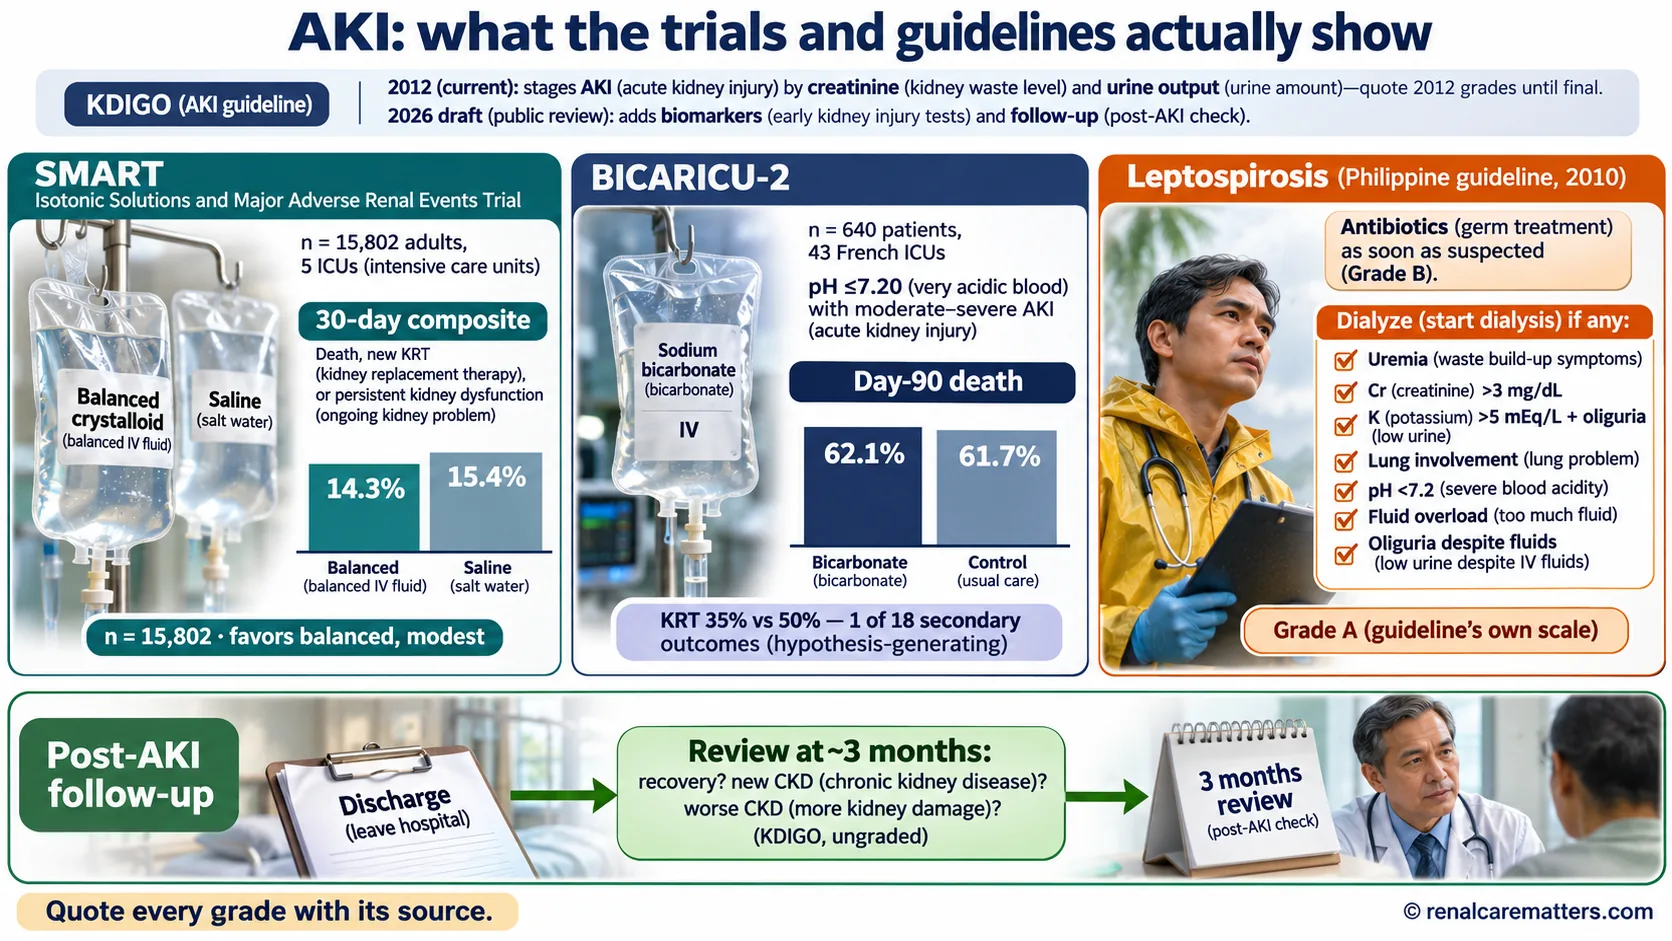 AKI: what the trials and guidelines actually show
KDIGO (AKI guideline)
2012 (current): stages AKI (acute kidney injury) by creatinine (kidney waste level) and urine output (urine amount)—quote 2012 grades until final.
2026 draft (public review): adds biomarkers (early kidney injury tests) and follow-up (post-AKI check).
SMART
Isotonic Solutions and Major Adverse Renal Events Trial
n = 15,802 adults,
5 ICUs (intensive care units)
30-day composite
Death, new KRT
(kidney replacement therapy),
or persistent kidney dysfunction
(ongoing kidney problem)
Balanced
crystalloid
(balanced IV fluid)
Saline
(salt water)
14.3%
15.4%
Balanced
(balanced IV fluid)
Saline
(salt water)
n = 15,802 · favors balanced, modest
BICARICU-2
n = 640 patients,
43 French ICUs
pH ≤7.20 (very acidic blood)
with moderate–severe AKI
(acute kidney injury)
Sodium
bicarbonate
(bicarbonate)
IV
Day-90 death
62.1%
61.7%
Bicarbonate
(bicarbonate)
Control
(usual care)
KRT 35% vs 50% — 1 of 18 secondary
outcomes (hypothesis-generating)
Leptospirosis (Philippine guideline, 2010)
Antibiotics (germ treatment)
as soon as suspected
(Grade B).
Dialyze (start dialysis) if any:
Uremia (waste build-up symptoms)
Cr (creatinine) >3 mg/dL
K (potassium) >5 mEq/L + oliguria
(low urine)
Lung involvement (lung problem)
pH <7.2 (severe blood acidity)
Fluid overload (too much fluid)
Oliguria despite fluids
(low urine despite IV fluids)
Grade A (guideline's own scale)
Post-AKI
follow-up
Discharge
(leave hospital)
Review at ~3 months:
recovery? new CKD (chronic kidney disease)?
worse CKD (more kidney damage)?
(KDIGO, ungraded)
3 months
review
(post-AKI check)
Quote every grade with its source.
© renalcarematters.com